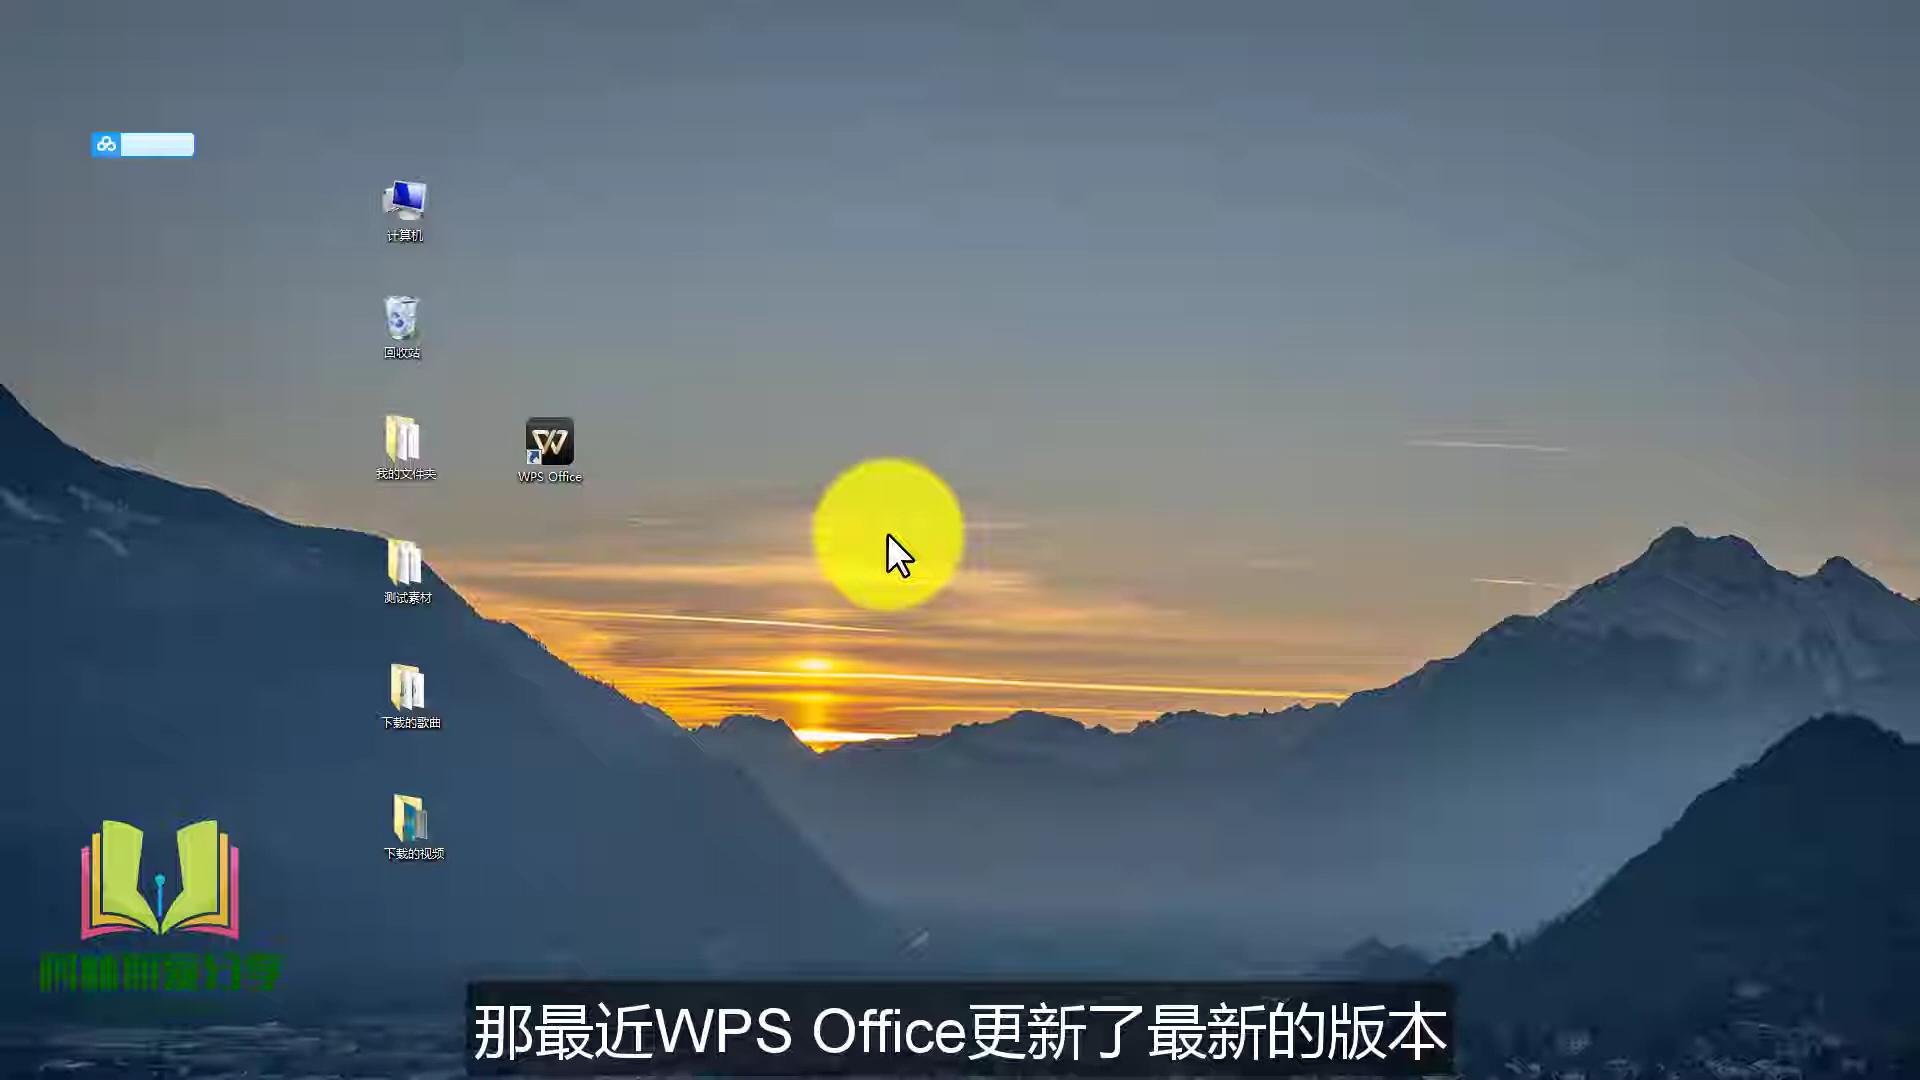 计算机
回收站
我的文件夹
WPS Office
测试素材
下载的歌曲
下载的视频
那最近WPS Office更新了最新的版本